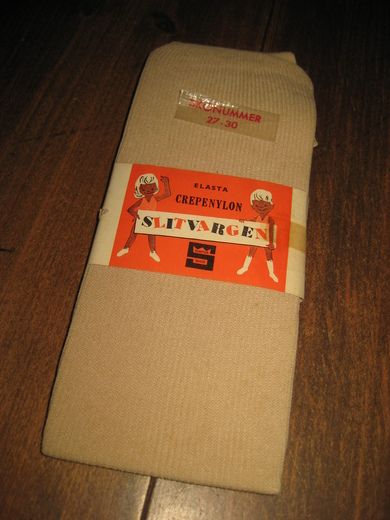 SKONUMMER
27-30
ELASTA
CREPENYLON
SLITVARGEN
S